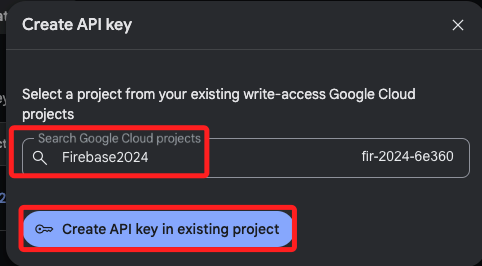 Create API key
Select a project from your existing write-access Google Cloud
projects
Search Google Cloud projects
Firebase2024 fir-2024-6e360
Create API key in existing project